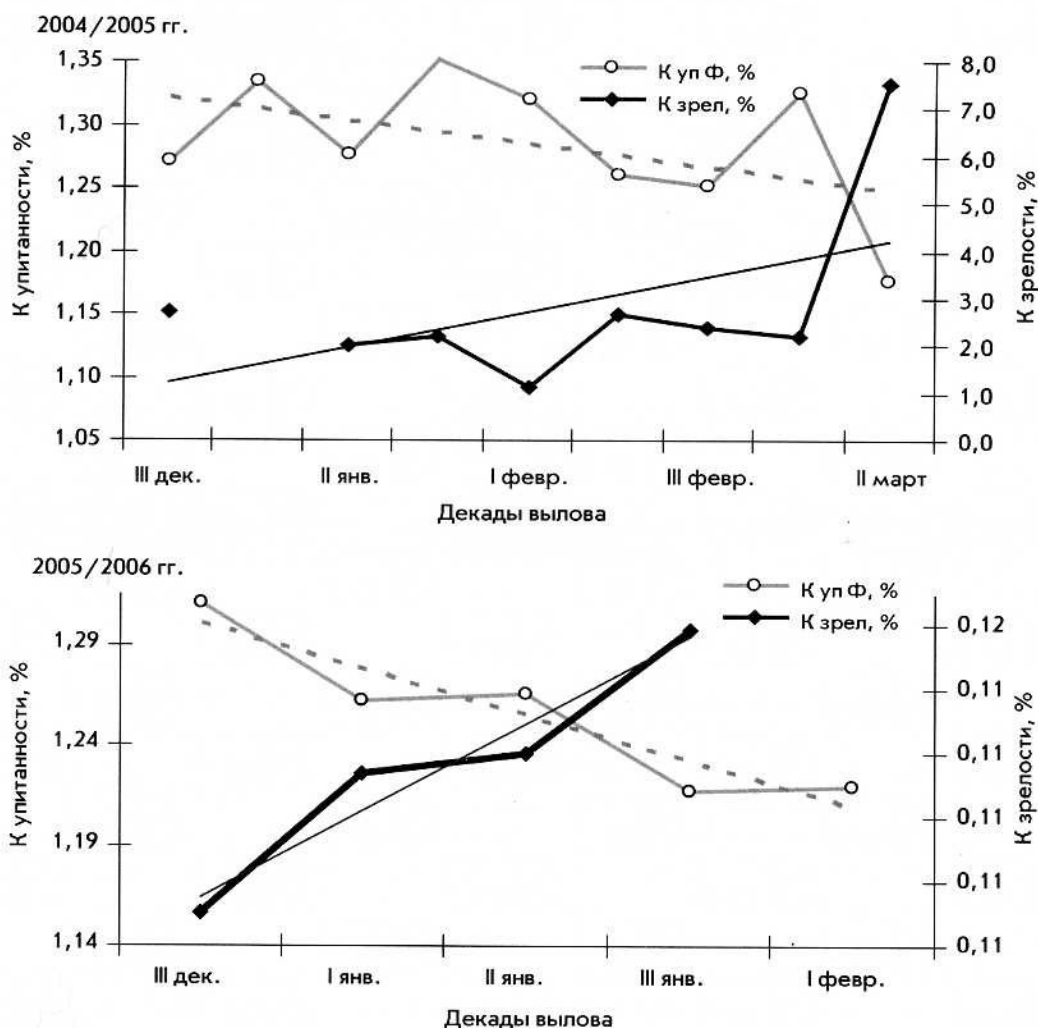 2004/2005 гг.
К уп Ф, %
К зрел, %
К упитанности, %
1,35
1,30
1,25
1,20
1,15
1,10
1,05
8,0
7,0
6,0
5,0
4,0
3,0
2,0
1,0
0,0
К зрелости, %
III дек.
II янв.
I февр.
III февр.
II март
Декады вылова
2005/2006 гг.
К уп Ф, %
К зрел, %
К упитанности, %
1,29
1,24
1,19
1,14
0,12
0,11
0,11
0,11
0,11
0,11
К зрелости, %
III дек.
I янв.
II янв.
III янв.
I февр.
Декады вылова